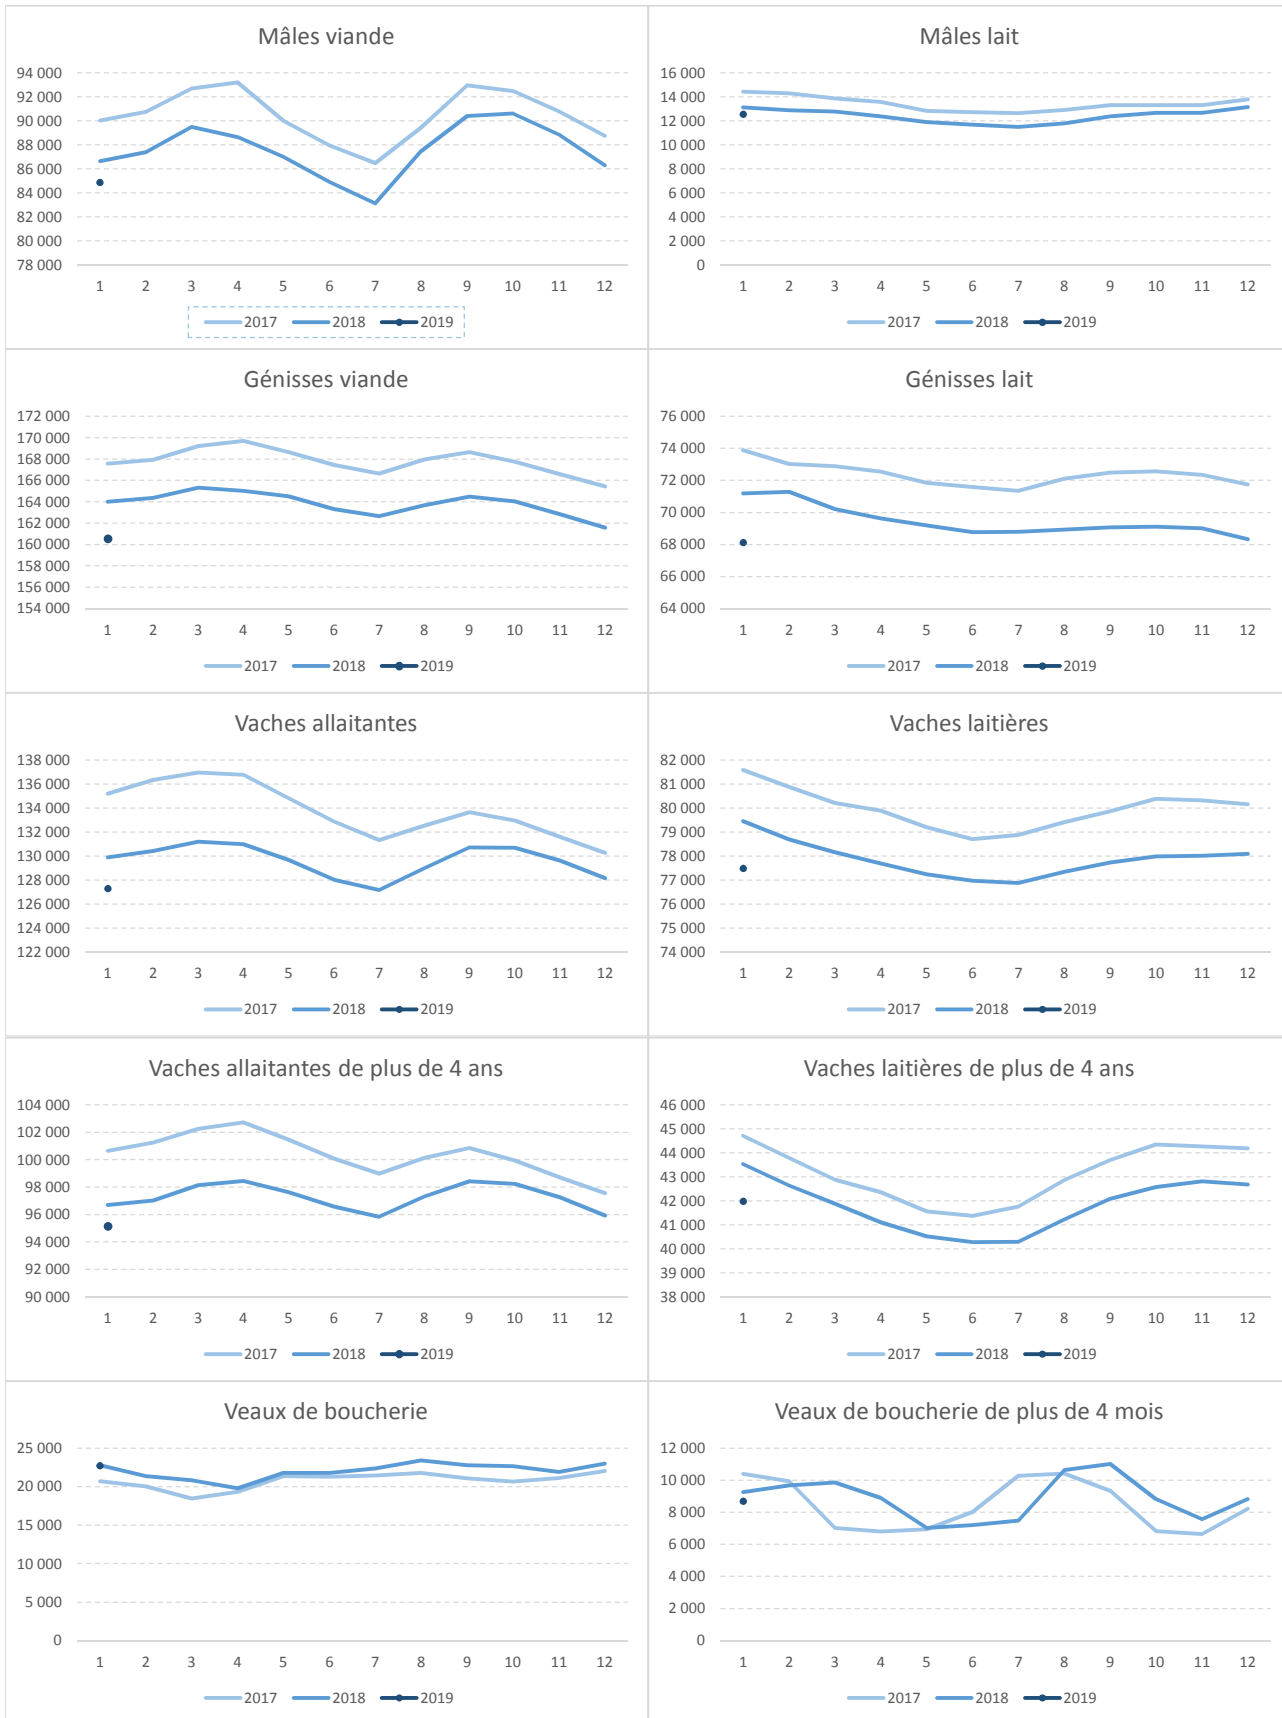 Mâles viande
94 000
92 000
90 000
88 000
86 000
84 000
82 000
80 000
78 000
1 2 3 4 5 6 7 8 9 10 11 12
2017 2018 2019
Mâles lait
16 000
14 000
12 000
10 000
8 000
6 000
4 000
2 000
0
1 2 3 4 5 6 7 8 9 10 11 12
2017 2018 2019
Génisses viande
172 000
170 000
168 000
166 000
164 000
162 000
160 000
158 000
156 000
154 000
1 2 3 4 5 6 7 8 9 10 11 12
2017 2018 2019
Génisses lait
76 000
74 000
72 000
70 000
68 000
66 000
64 000
1 2 3 4 5 6 7 8 9 10 11 12
2017 2018 2019
Vaches allaitantes
138 000
136 000
134 000
132 000
130 000
128 000
126 000
124 000
122 000
1 2 3 4 5 6 7 8 9 10 11 12
2017 2018 2019
Vaches laitières
82 000
81 000
80 000
79 000
78 000
77 000
76 000
75 000
74 000
1 2 3 4 5 6 7 8 9 10 11 12
2017 2018 2019
Vaches allaitantes de plus de 4 ans
104 000
102 000
100 000
98 000
96 000
94 000
92 000
90 000
1 2 3 4 5 6 7 8 9 10 11 12
2017 2018 2019
Vaches laitières de plus de 4 ans
46 000
45 000
44 000
43 000
42 000
41 000
40 000
39 000
38 000
1 2 3 4 5 6 7 8 9 10 11 12
2017 2018 2019
Veaux de boucherie
25 000
20 000
15 000
10 000
5 000
0
1 2 3 4 5 6 7 8 9 10 11 12
2017 2018 2019
Veaux de boucherie de plus de 4 mois
12 000
10 000
8 000
6 000
4 000
2 000
0
1 2 3 4 5 6 7 8 9 10 11 12
2017 2018 2019